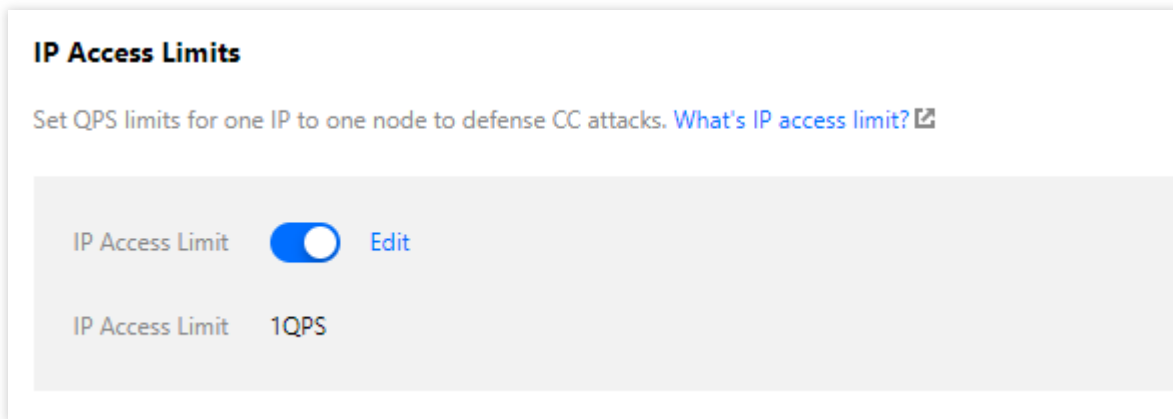 IP Access Limits
Set QPS limits for one IP to one node to defense CC attacks. What's IP access limit?
IP Access Limit Edit
IP Access Limit 1QPS